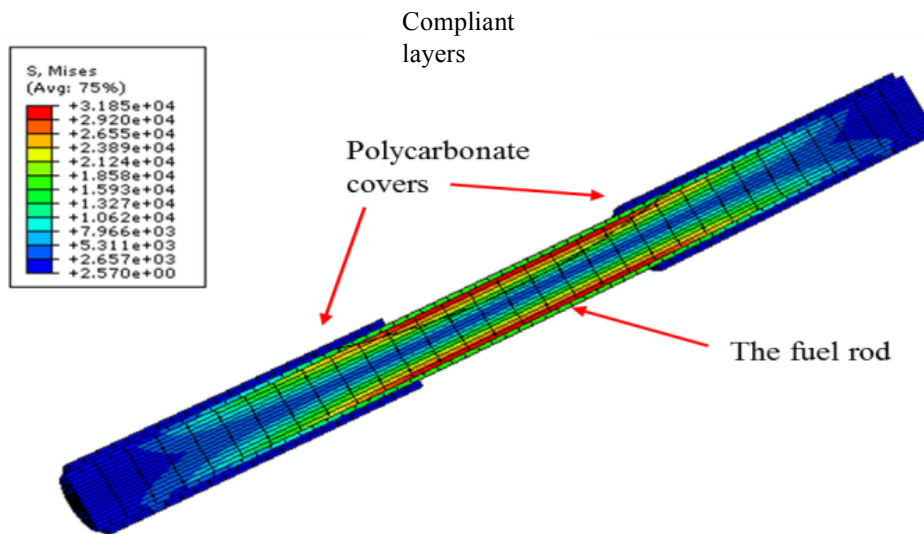 Compliant
layers
S, Mises
(Avg: 75%)
+3.185e+04
+2.920e+04
+2.655e+04
+2.389e+04
+2.124e+04
+1.858e+04
+1.593e+04
+1.327e+04
+1.062e+04
+7.966e+03
+5.311e+03
+2.657e+03
+2.570e+00
Polycarbonate
covers
The fuel rod